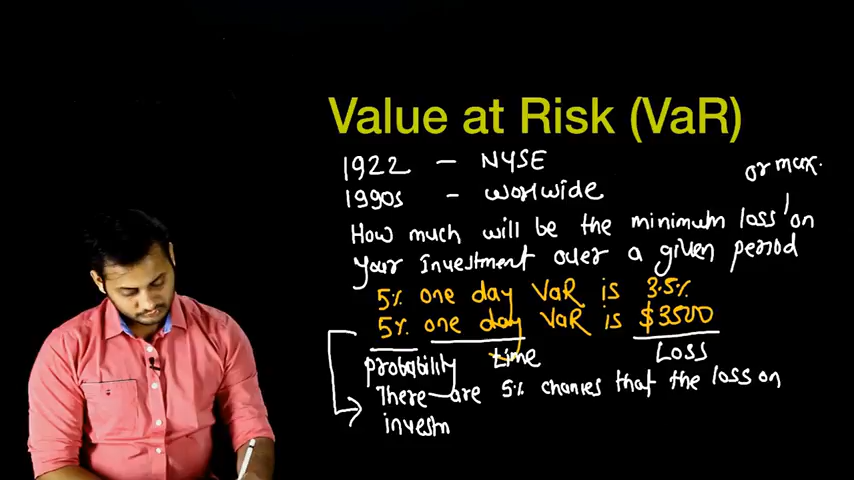 Value at Risk (VaR)
1922 - NYSE
1990s - worlwide
or max.
How much will be the minimum loss on
your investment over a given period
5% one day VaR is 3.5%
5% one day VaR is $3500
probability time Loss
There are 5% chances that the loss on
investm